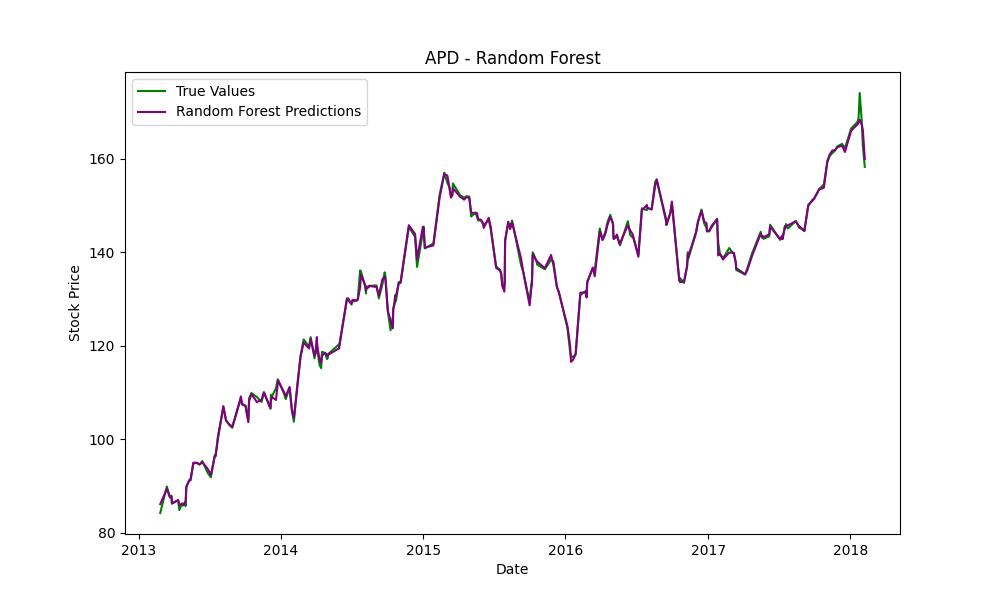 APD - Random Forest
True Values
Random Forest Predictions
160
140
120
100
80
Stock Price
2013 2014 2015 2016 2017 2018
Date